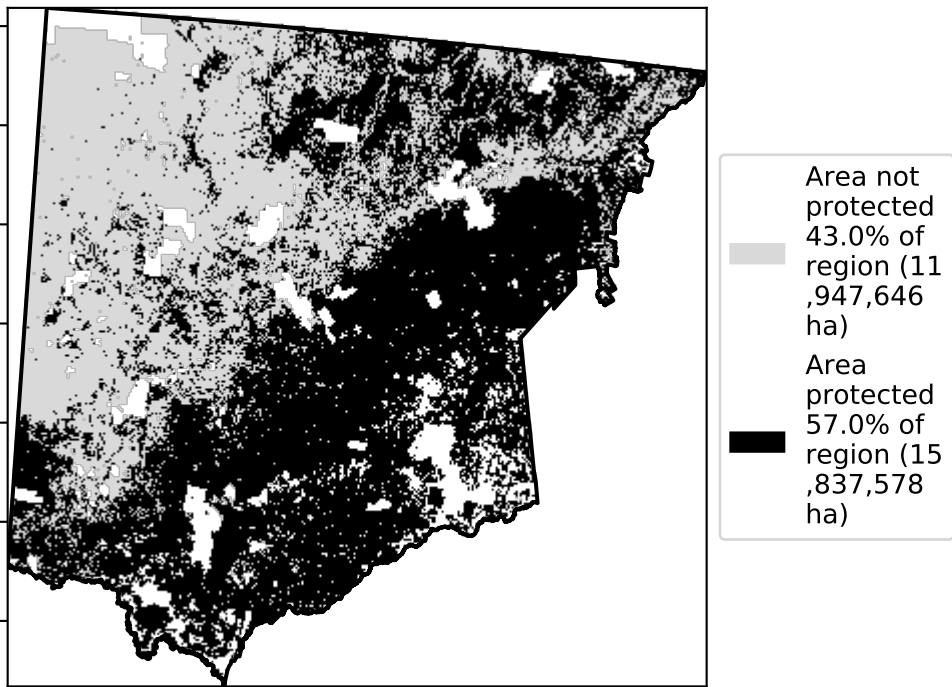 Area not
protected
43.0% of
region (11
,947,646
ha)
Area
protected
57.0% of
region (15
,837,578
ha)